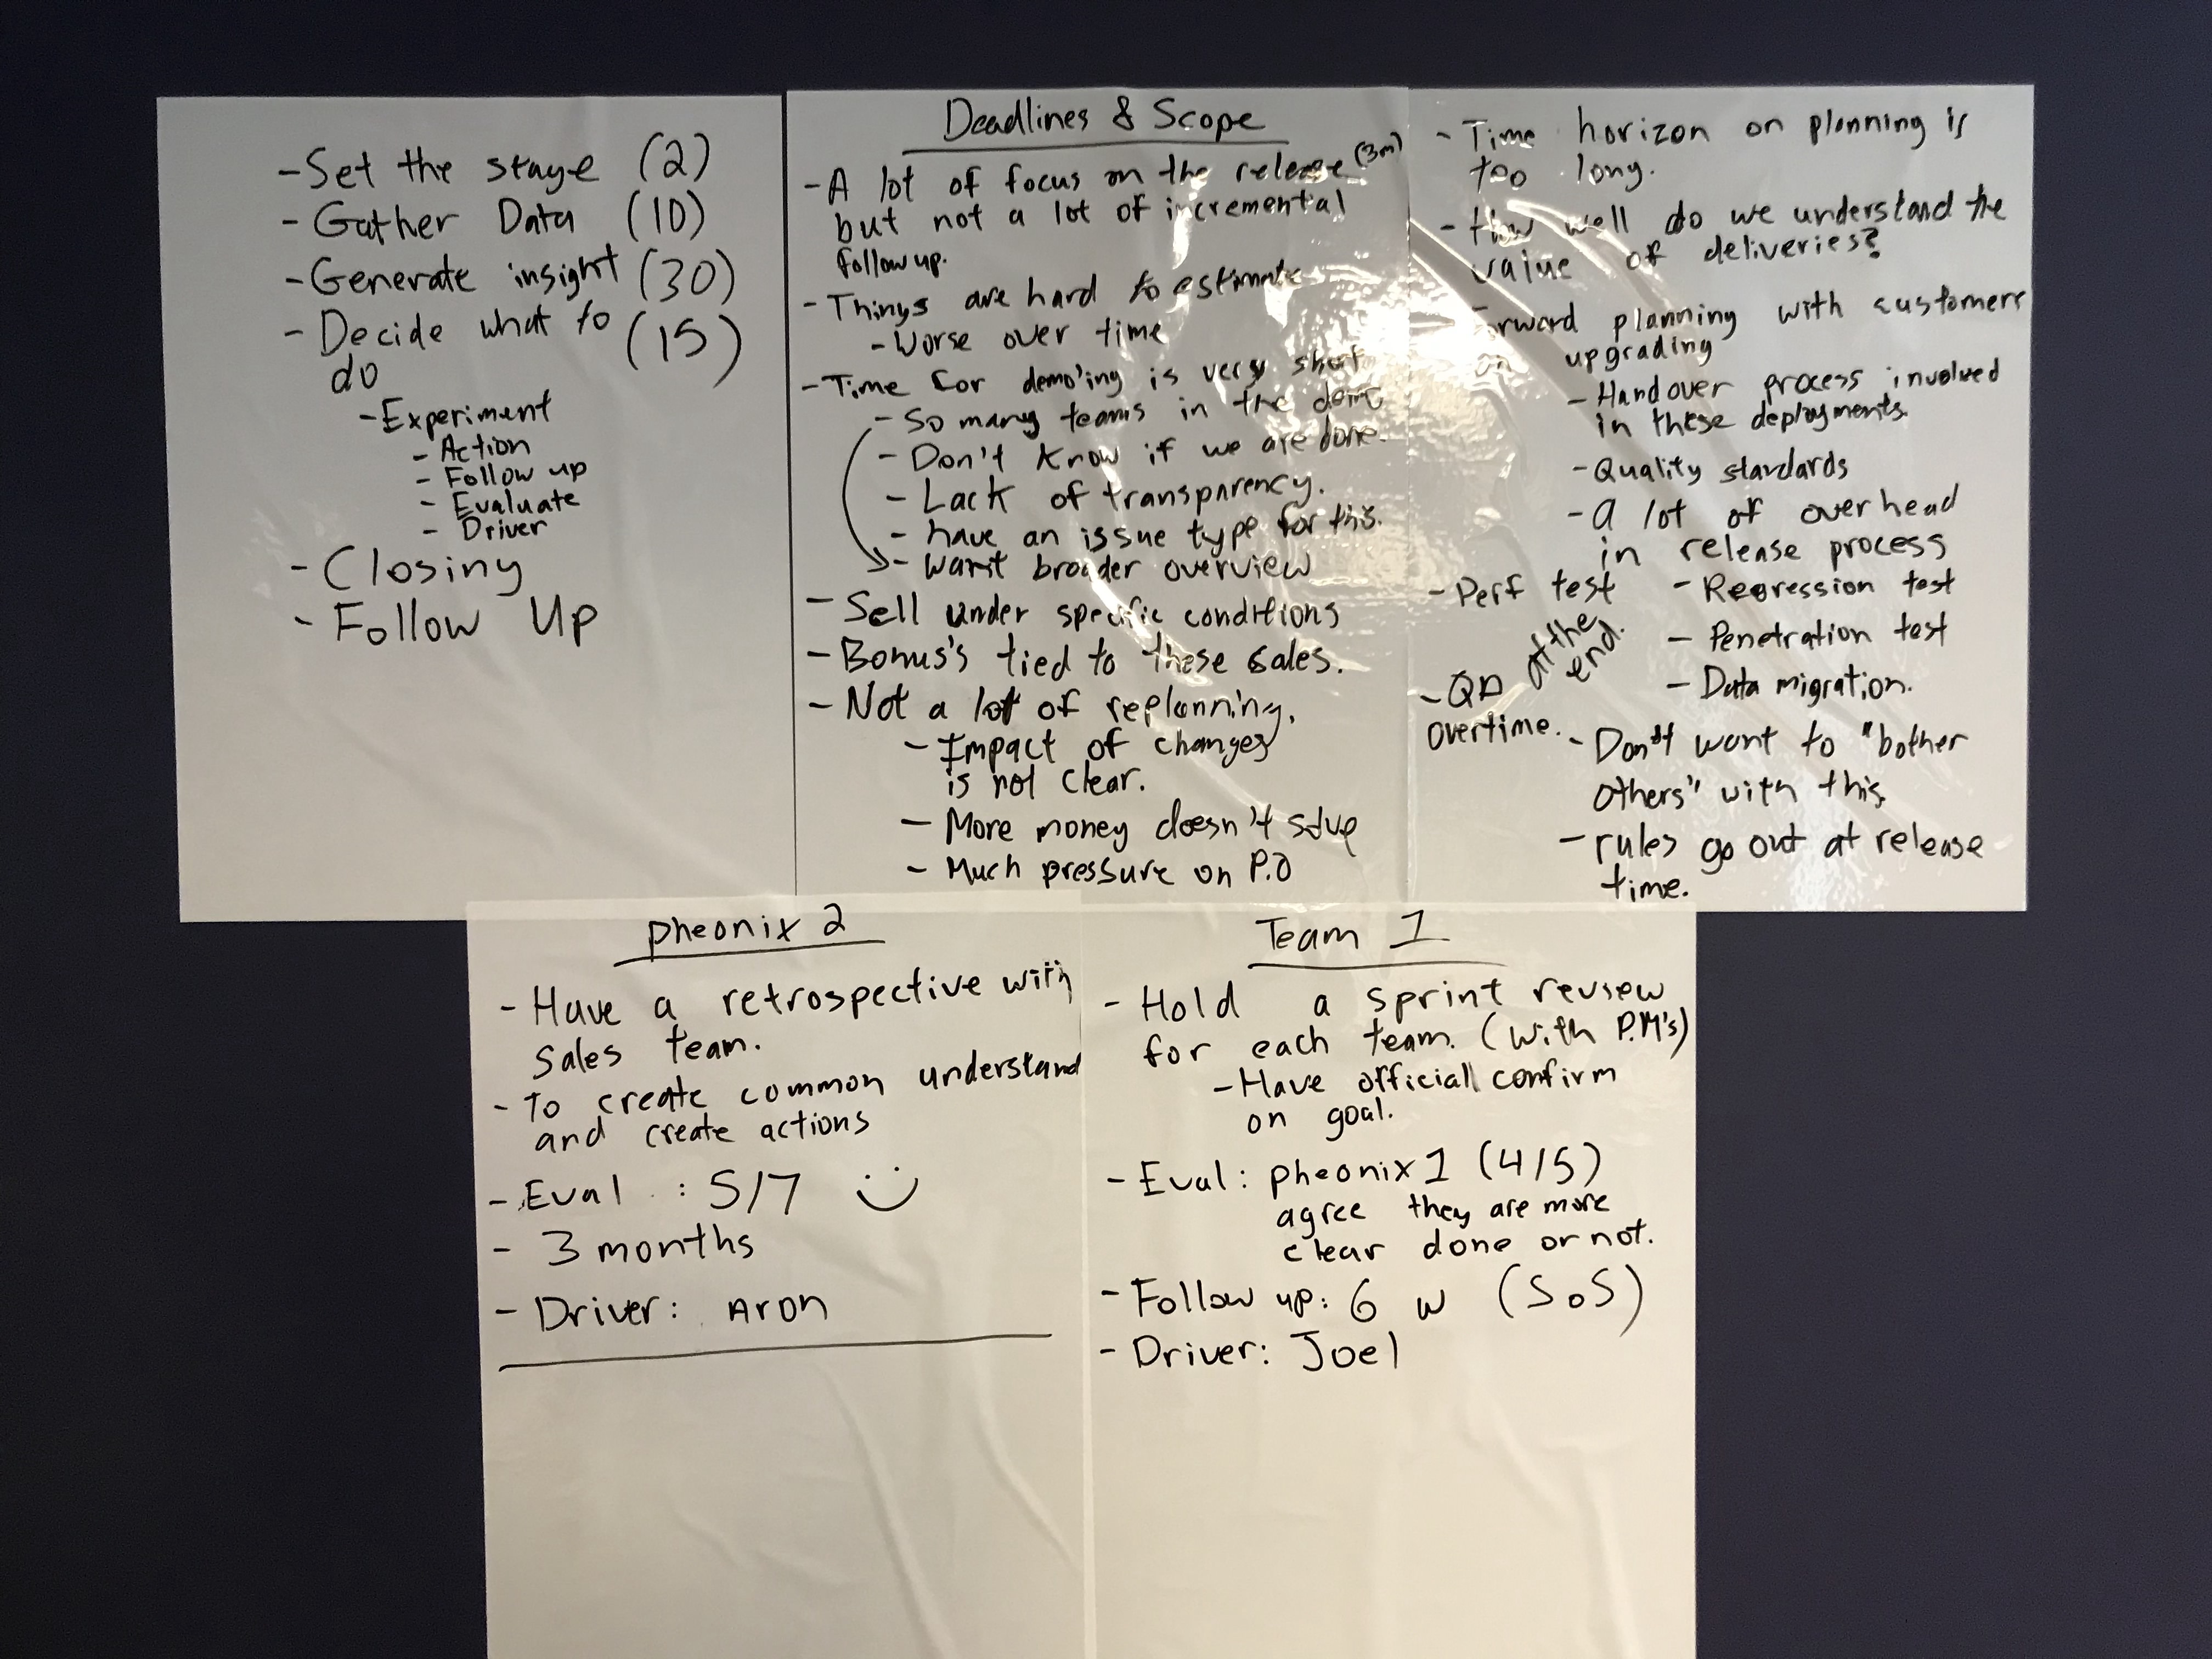 - Set the stage (2)
- Gather Data (10)
- Generate insight (30)
- Decide what to (15)
do
- Experiment
- Action
- Follow up
- Evaluate
- Driver
- Closing
- Follow Up
Deadlines & Scope
- A lot of focus on the release (3m)
but not a lot of incremental
follow up.
- Things are hard to estimate
- Worse over time
- Time for demo'ing is very short
- So many teams in the demo
- Don't know if we are done.
- Lack of transparency.
- have an issue type for this.
- want broader overview
- Sell under specific conditions
- Bonus's tied to these sales.
- Not a lot of replanning.
- Impact of changes
is not clear.
- More money doesn't solve
- Much pressure on P.O
- Time horizon on planning is
too long.
- How well do we understand the
value of deliveries?
planning with customers
on upgrading
- Handover process involved
in these deployments.
- Quality standards
- a lot of overhead
in release process
- Perf test
- Regression test
- Penetration test
- Data migration.
- QA at the
end.
overtime.
- Don't want to "bother
others" with this.
- rules go out at release
time.
Pheonix 2
- Have a retrospective with
sales team.
- To create common understand
and create actions
- Eval : 5/7 :)
- 3 months
- Driver: Aron
Team 1
- Hold a sprint review
for each team. (With P.M's)
- Have officiall confirm
on goal.
- Eval: pheonix 1 (4/5)
agree they are more
clear done or not.
- Follow up: 6 w (SoS)
- Driver: Joel